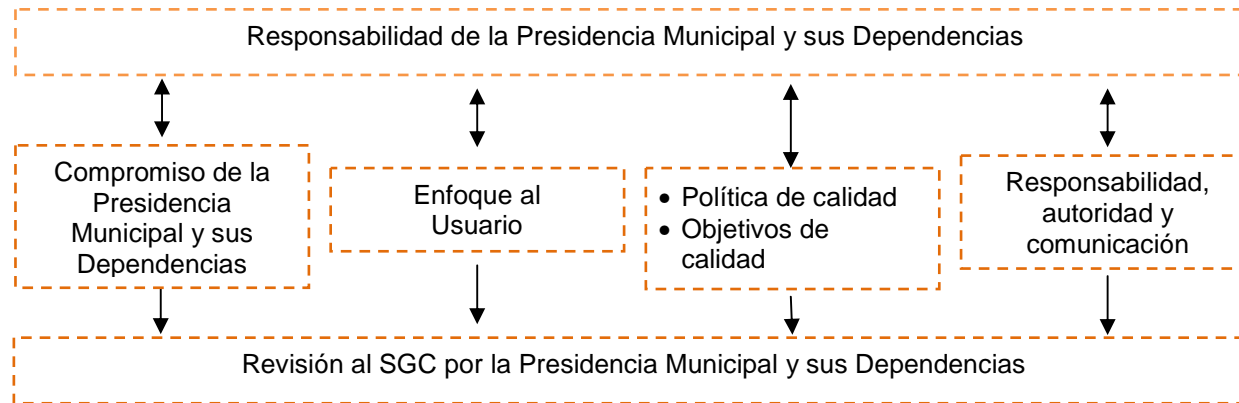 Responsabilidad de la Presidencia Municipal y sus Dependencias
Compromiso de la
Presidencia
Municipal y sus
Dependencias
Enfoque al
Usuario
• Política de calidad
• Objetivos de
calidad
Responsabilidad,
autoridad y
comunicación
Revisión al SGC por la Presidencia Municipal y sus Dependencias